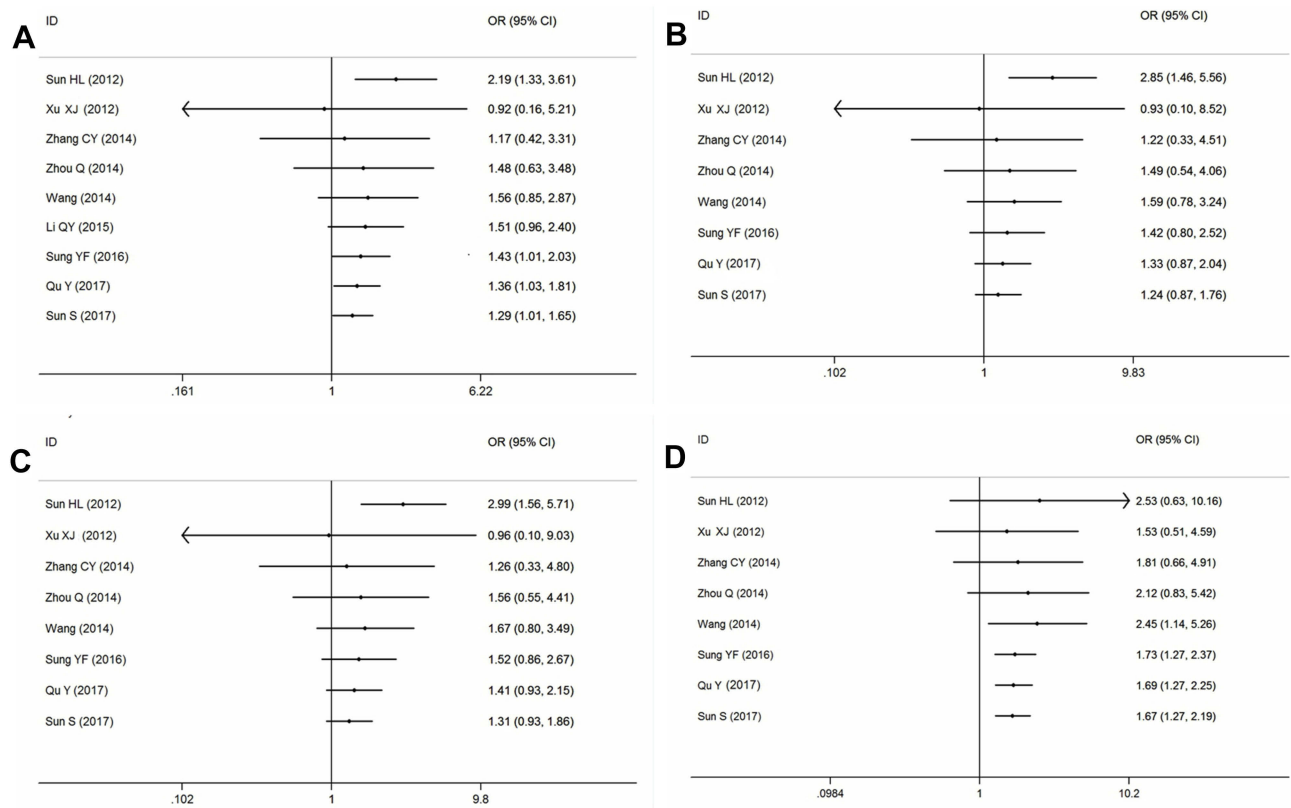 A
ID OR (95% CI)
Sun HL (2012) 2.19 (1.33, 3.61)
Xu XJ (2012) 0.92 (0.16, 5.21)
Zhang CY (2014) 1.17 (0.42, 3.31)
Zhou Q (2014) 1.48 (0.63, 3.48)
Wang (2014) 1.56 (0.85, 2.87)
Li QY (2015) 1.51 (0.96, 2.40)
Sung YF (2016) 1.43 (1.01, 2.03)
Qu Y (2017) 1.36 (1.03, 1.81)
Sun S (2017) 1.29 (1.01, 1.65)
.161 1 6.22
B
ID OR (95% CI)
Sun HL (2012) 2.85 (1.46, 5.56)
Xu XJ (2012) 0.93 (0.10, 8.52)
Zhang CY (2014) 1.22 (0.33, 4.51)
Zhou Q (2014) 1.49 (0.54, 4.06)
Wang (2014) 1.59 (0.78, 3.24)
Sung YF (2016) 1.42 (0.80, 2.52)
Qu Y (2017) 1.33 (0.87, 2.04)
Sun S (2017) 1.24 (0.87, 1.76)
.102 1 9.83
C
ID OR (95% CI)
Sun HL (2012) 2.99 (1.56, 5.71)
Xu XJ (2012) 0.96 (0.10, 9.03)
Zhang CY (2014) 1.26 (0.33, 4.80)
Zhou Q (2014) 1.56 (0.55, 4.41)
Wang (2014) 1.67 (0.80, 3.49)
Sung YF (2016) 1.52 (0.86, 2.67)
Qu Y (2017) 1.41 (0.93, 2.15)
Sun S (2017) 1.31 (0.93, 1.86)
.102 1 9.8
D
ID OR (95% CI)
Sun HL (2012) 2.53 (0.63, 10.16)
Xu XJ (2012) 1.53 (0.51, 4.59)
Zhang CY (2014) 1.81 (0.66, 4.91)
Zhou Q (2014) 2.12 (0.83, 5.42)
Wang (2014) 2.45 (1.14, 5.26)
Sung YF (2016) 1.73 (1.27, 2.37)
Qu Y (2017) 1.69 (1.27, 2.25)
Sun S (2017) 1.67 (1.27, 2.19)
.0984 1 10.2